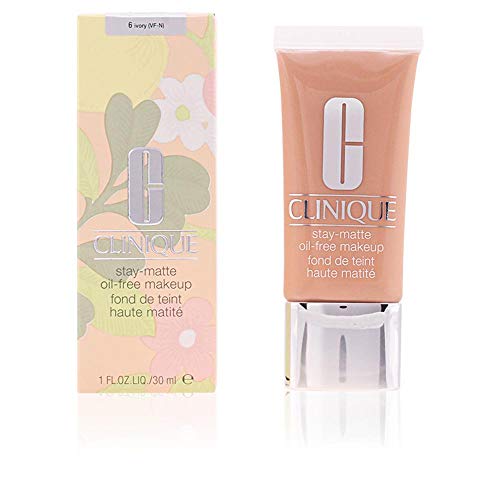 6 ivory (VF-N)
C
CLINIQUE
stay-matte
oil-free makeup
fond de teint
haute matité
1 FL.OZ.LIQ./30 ml ℮
C
CLINIQUE
stay-matte
oil-free makeup
fond de teint
haute matité